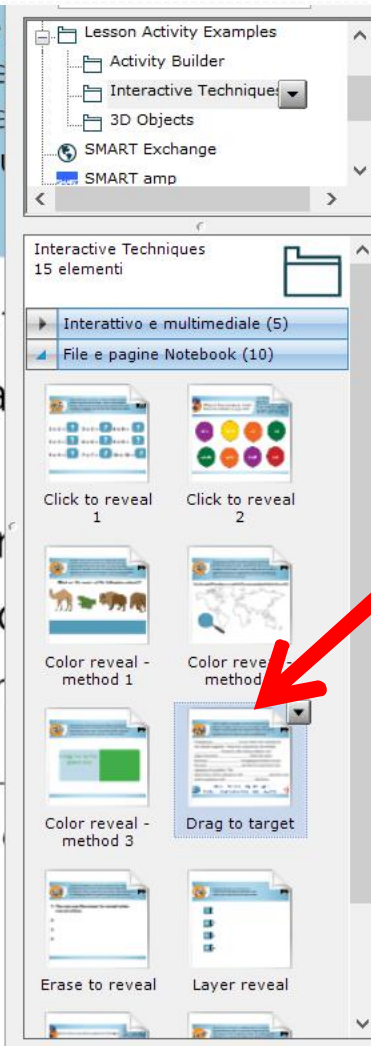 Lesson Activity Examples
Activity Builder
Interactive Techniques
3D Objects
SMART Exchange
SMART amp
Interactive Techniques
15 elementi
Interattivo e multimediale (5)
File e pagine Notebook (10)
Click to reveal
1
Click to reveal
2
Color reveal -
method 1
Color reveal -
method
Color reveal -
method 3
Drag to target
Erase to reveal
Layer reveal